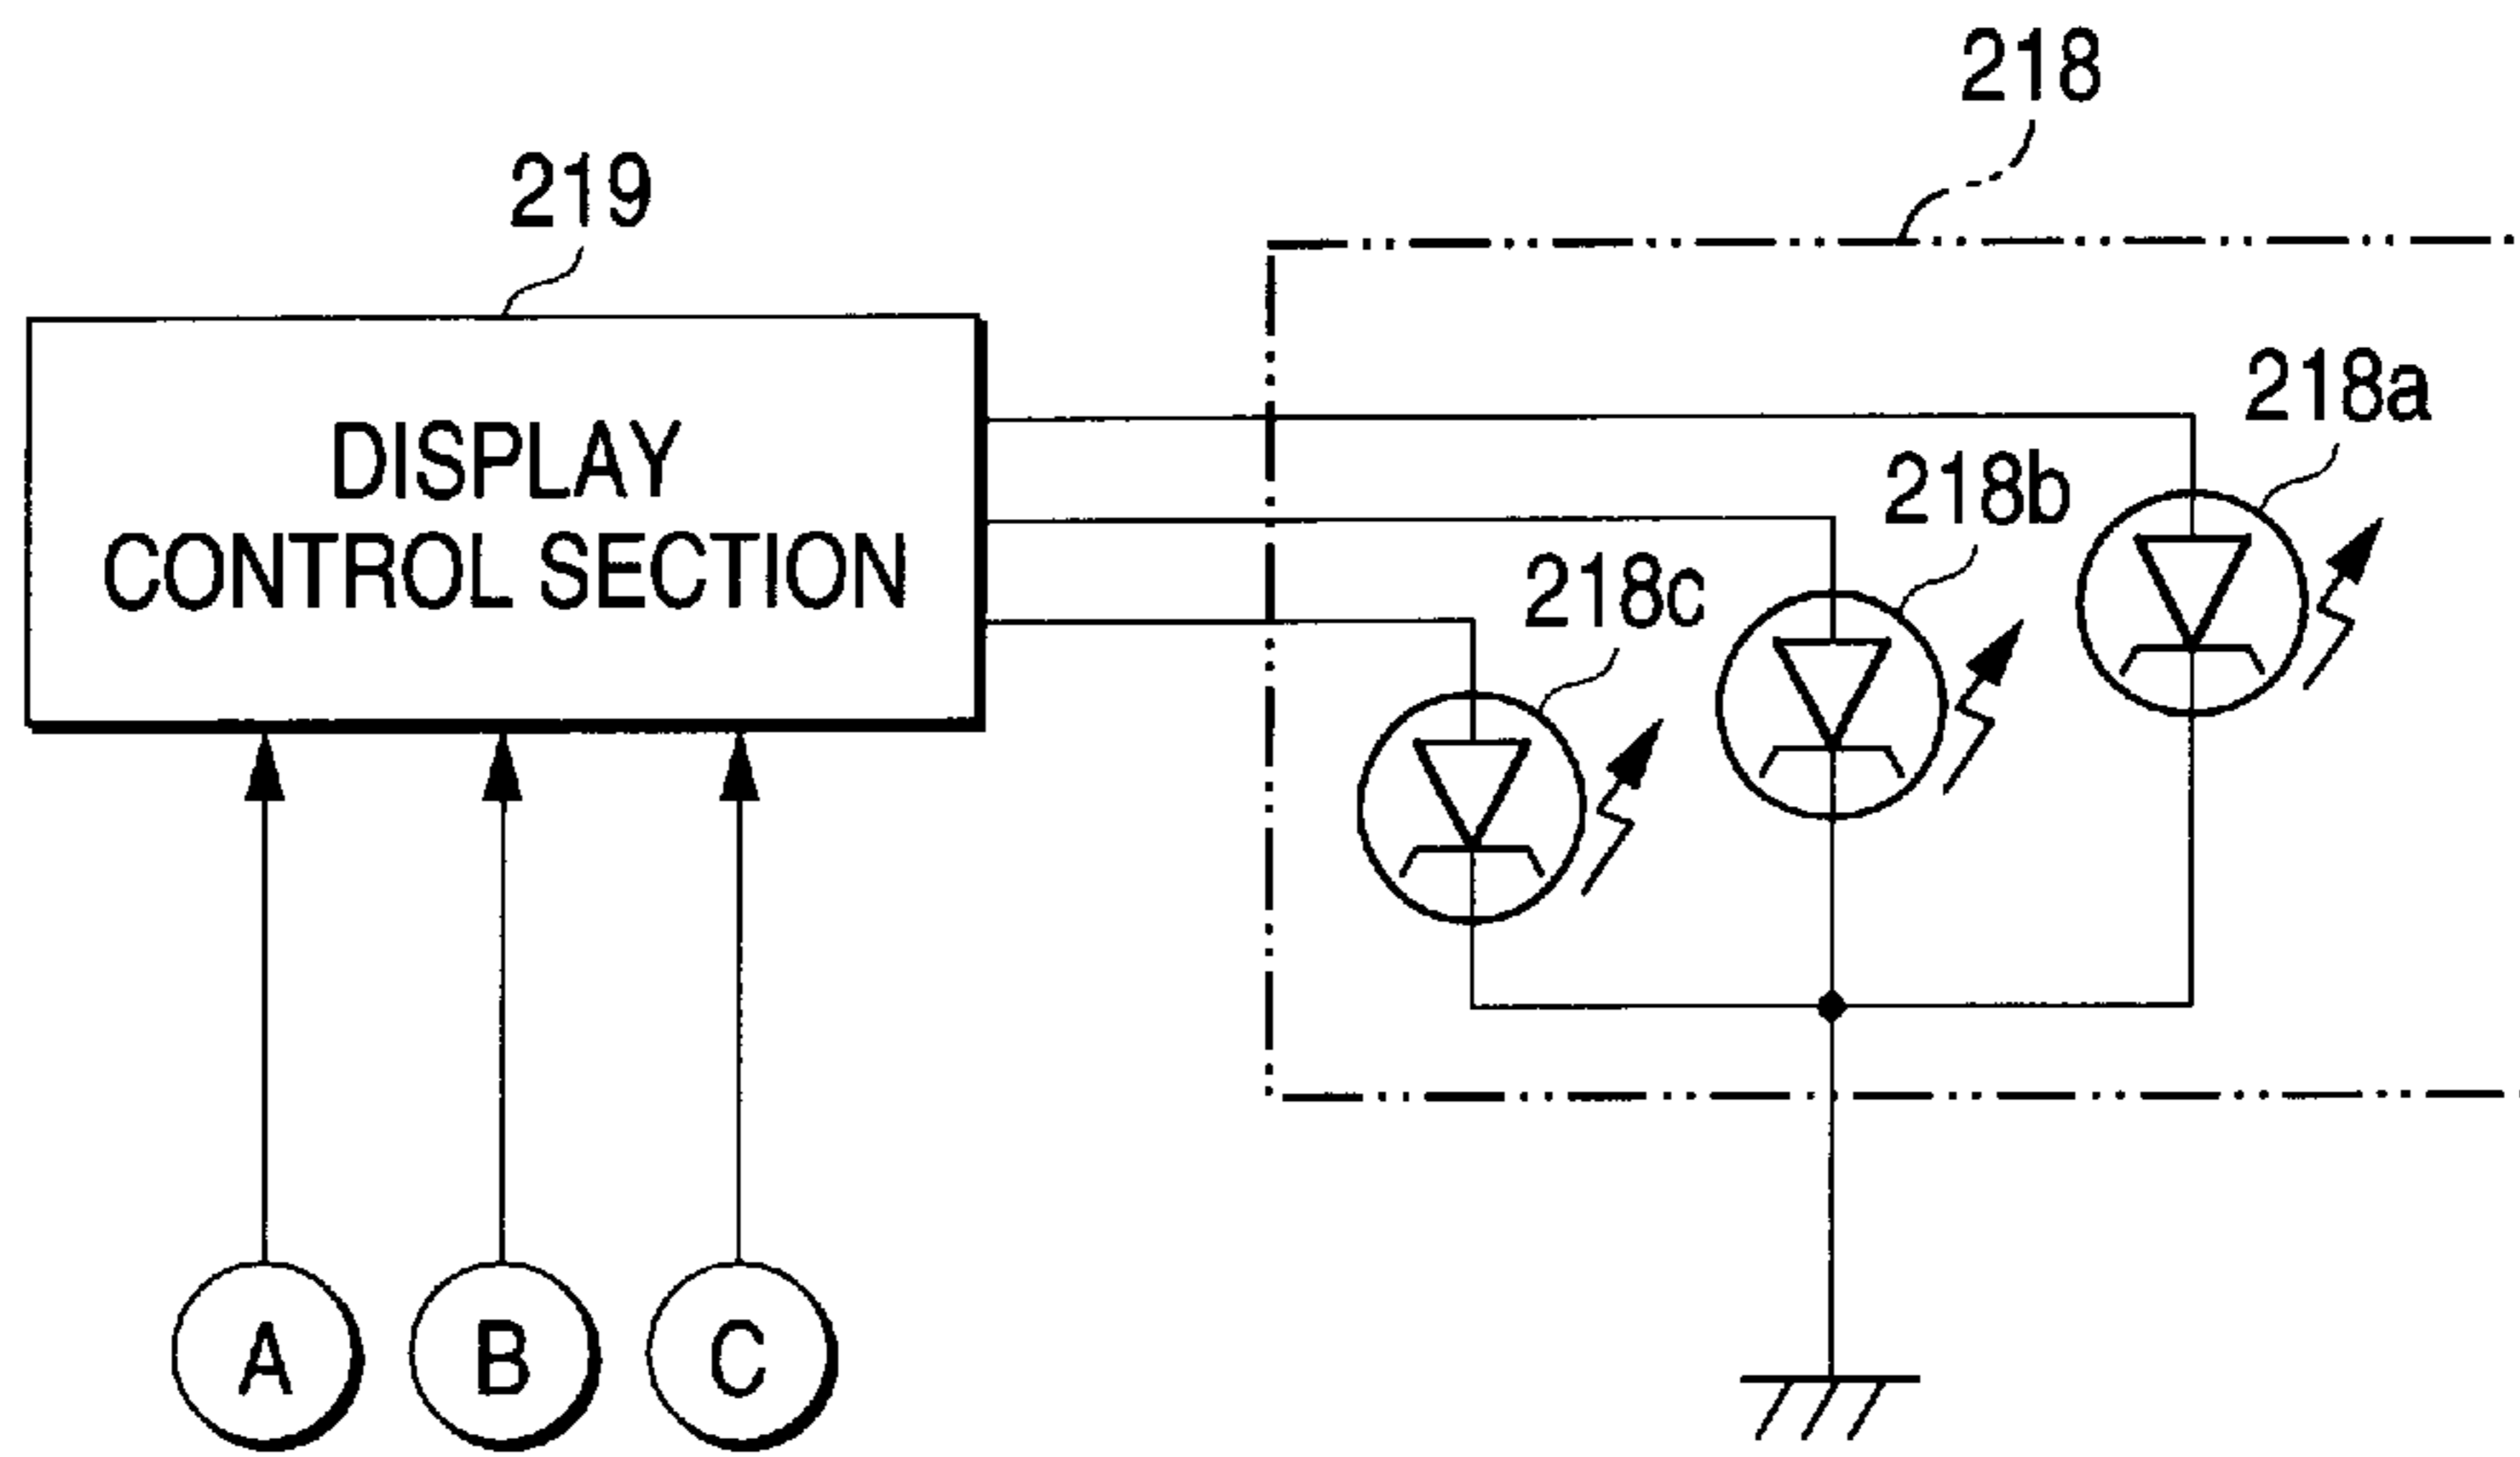 218
219
218a
218b
218c
DISPLAY
CONTROL SECTION
A B C